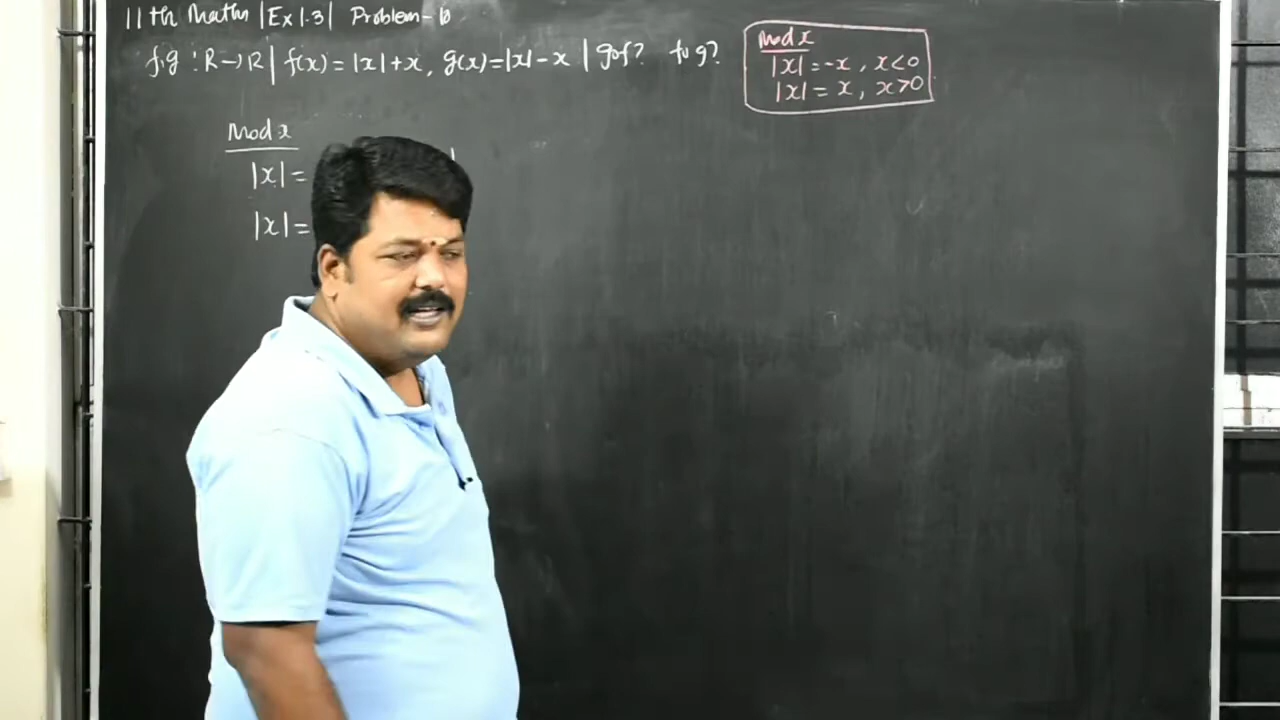 11th Maths | Ex 1.3 | Problem - 10
f,g : R→R | f(x) = |x| + x, g(x) = |x| - x | gof? fog?
Mod x
|x| = -x, x<0
|x| = x, x>0
Mod x
|x| =
|x| =